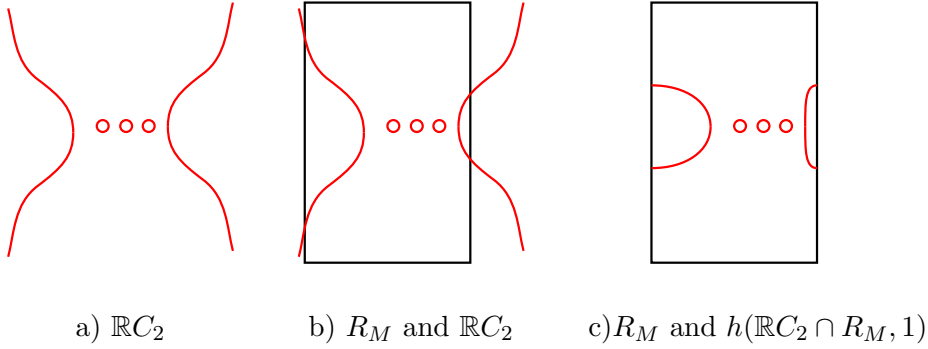 a) ℝC₂
b) R_M and ℝC₂
c)R_M and h(ℝC₂ ∩ R_M, 1)